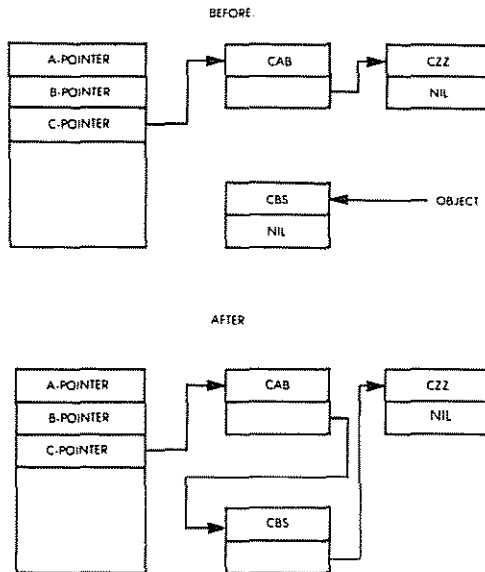 BEFORE.
A-POINTER
B-POINTER
C-POINTER
CAB
CZZ
NIL
CBS
NIL
OBJECT
AFTER
A-POINTER
B-POINTER
C-POINTER
CAB
CZZ
NIL
CBS